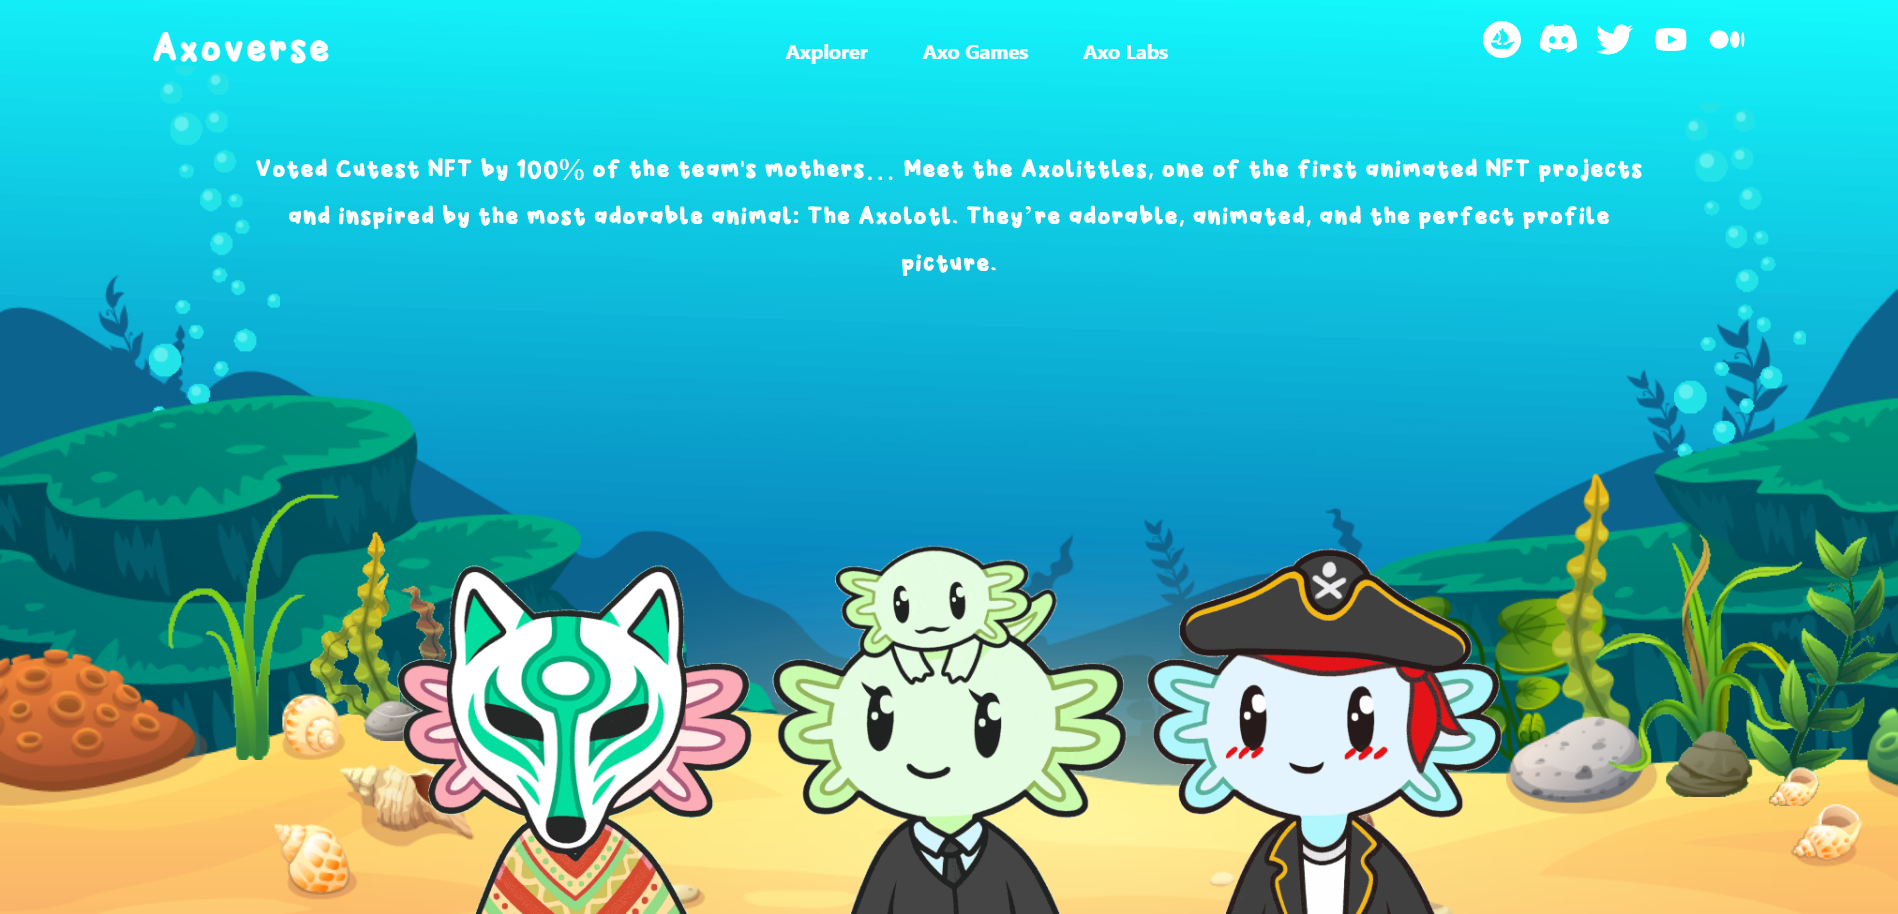 Axoverse
Axplorer
Axo Games
Axo Labs
Voted Cutest NFT by 100% of the team's mothers... Meet the Axolittles, one of the first animated NFT projects
and inspired by the most adorable animal: The Axolotl. They’re adorable, animated, and the perfect profile
picture.